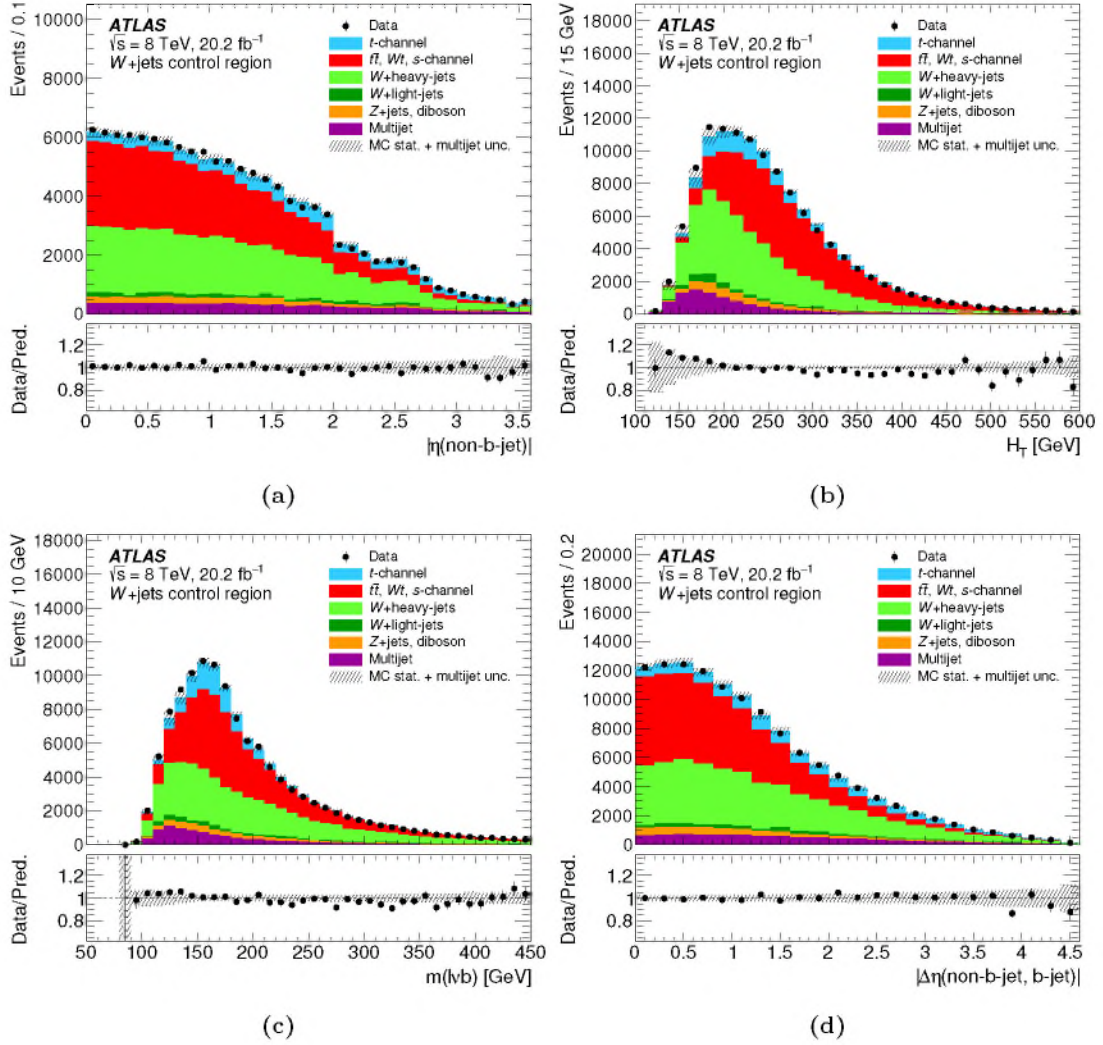 Events / 0.1
10000
8000
6000
4000
2000
0
ATLAS
√s = 8 TeV, 20.2 fb⁻¹
W+jets control region
Data
t-channel
tt̄, Wt, s-channel
W+heavy-jets
W+light-jets
Z+jets, diboson
Multijet
MC stat. + multijet unc.
Data/Pred.
1.2
1
0.8
0 0.5 1 1.5 2 2.5 3 3.5
|η(non-b-jet)|
(a)
Events / 15 GeV
18000
16000
14000
12000
10000
8000
6000
4000
2000
0
ATLAS
√s = 8 TeV, 20.2 fb⁻¹
W+jets control region
Data
t-channel
tt̄, Wt, s-channel
W+heavy-jets
W+light-jets
Z+jets, diboson
Multijet
MC stat. + multijet unc.
Data/Pred.
1.2
1
0.8
100 150 200 250 300 350 400 450 500 550 600
H_T [GeV]
(b)
Events / 10 GeV
18000
16000
14000
12000
10000
8000
6000
4000
2000
0
ATLAS
√s = 8 TeV, 20.2 fb⁻¹
W+jets control region
Data
t-channel
tt̄, Wt, s-channel
W+heavy-jets
W+light-jets
Z+jets, diboson
Multijet
MC stat. + multijet unc.
Data/Pred.
1.2
1
0.8
50 100 150 200 250 300 350 400 450
m(lνb) [GeV]
(c)
Events / 0.2
20000
18000
16000
14000
12000
10000
8000
6000
4000
2000
0
ATLAS
√s = 8 TeV, 20.2 fb⁻¹
W+jets control region
Data
t-channel
tt̄, Wt, s-channel
W+heavy-jets
W+light-jets
Z+jets, diboson
Multijet
MC stat. + multijet unc.
Data/Pred.
1.2
1
0.8
0 0.5 1 1.5 2 2.5 3 3.5 4 4.5
|Δη(non-b-jet, b-jet)|
(d)